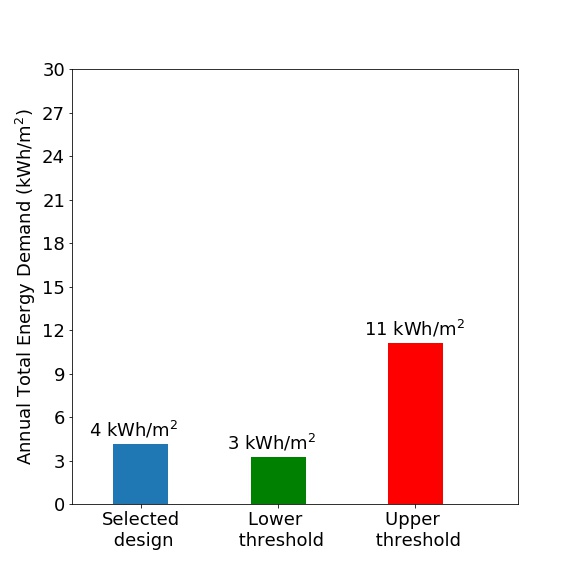 Annual Total Energy Demand (kWh/m²)
30
27
24
21
18
15
12
9
6
3
0
4 kWh/m²
3 kWh/m²
11 kWh/m²
Selected design
Lower threshold
Upper threshold